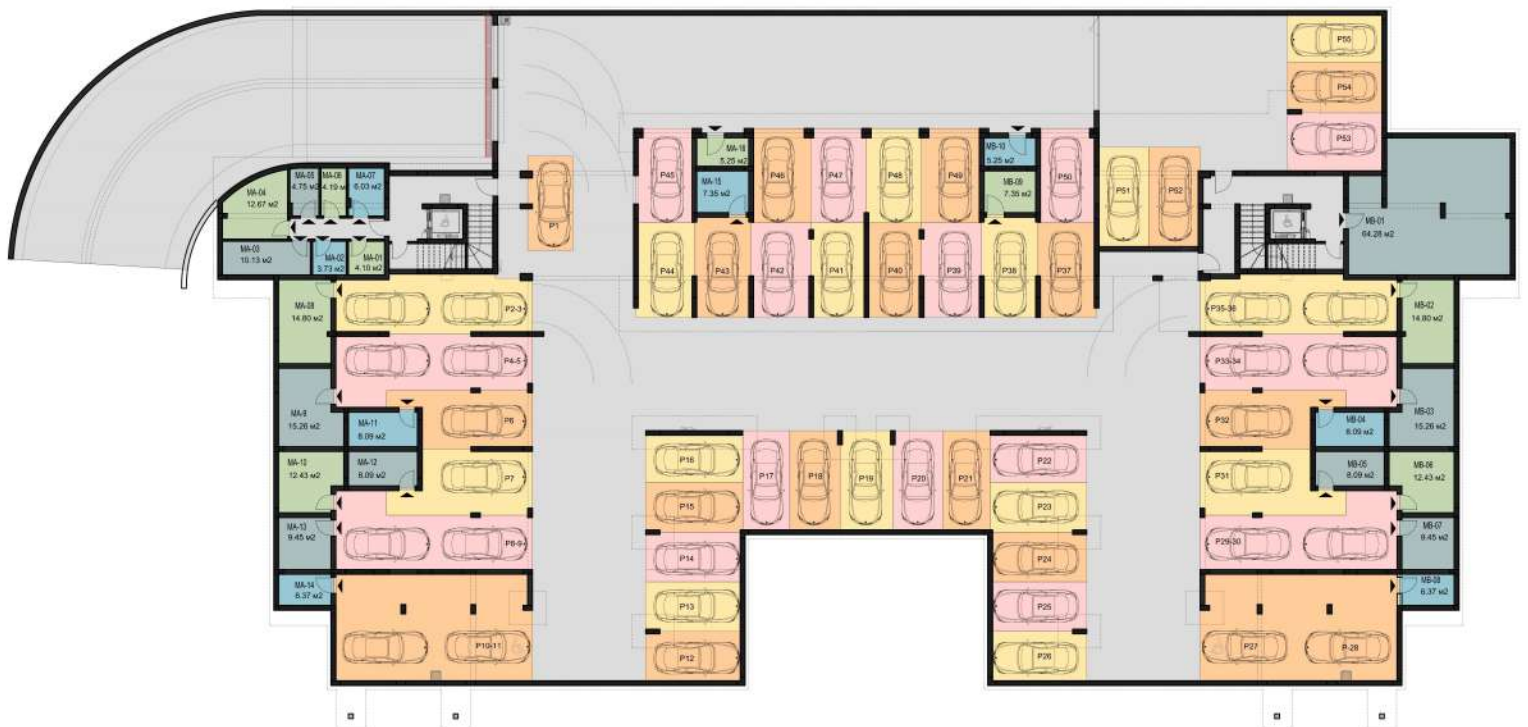 P55
P54
P53
MA-04
12.67 м2
MA-05
4.75 м2
MA-06
4.19 м
MA-07
6.03 м2
MA-03
10.13 м2
MA-02
3.73 м2
MA-01
4.10 м2
P1
P45
MA-16
5.25 м2
MA-15
7.35 м2
P46
P47
P48
P49
MB-10
5.25 м2
MB-09
7.35 м2
P50
P51
P52
MB-01
64.28 м2
P44
P43
P42
P41
P40
P39
P38
P37
MA-08
14.80 м2
P2-3
P35-36
MB-02
14.80 м2
P4-5
P33-34
MA-9
15.26 м2
MA-11
8.09 м2
P6
P32
MB-04
8.09 м2
MB-03
15.26 м2
MA-10
12.43 м2
MA-12
8.09 м2
P7
P31
MB-05
8.09 м2
MB-06
12.43 м2
MA-13
9.45 м2
P8-9
P29-30
MB-07
9.45 м2
MA-14
6.37 м2
MB-08
6.37 м2
P10-11
P27
P-28
P16
P17
P18
P19
P20
P21
P22
P15
P23
P14
P24
P13
P25
P12
P26